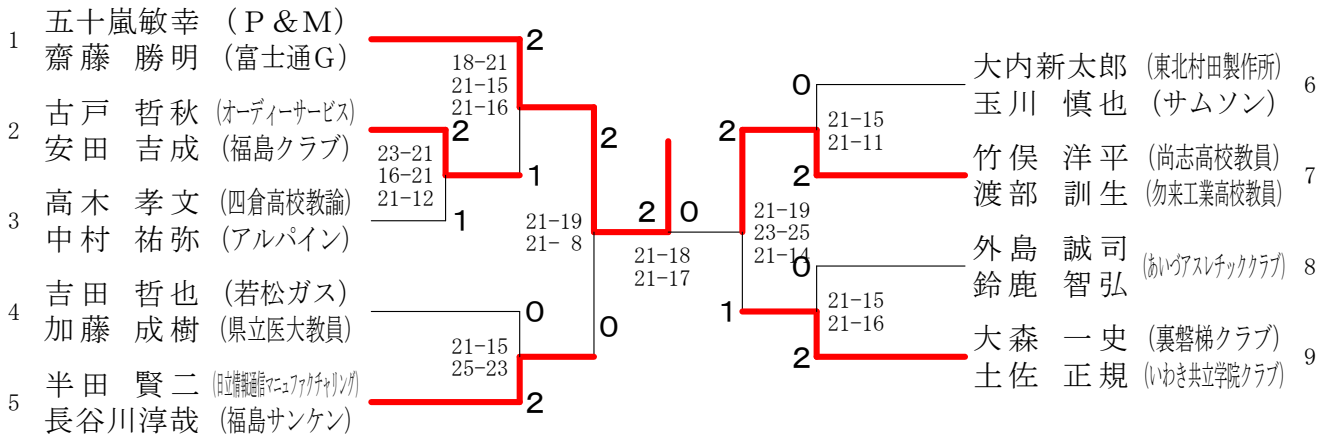 1
五十嵐敏幸 (P&M)
齋藤 勝明 (富士通G)
2
古戸 哲秋 (オーディーサービス)
安田 吉成 (福島クラブ)
3
高木 孝文 (四倉高校教諭)
中村 祐弥 (アルパイン)
4
吉田 哲也 (若松ガス)
加藤 成樹 (県立医大教員)
5
半田 賢二 (日立情報通信マニュファクチャリング)
長谷川淳哉 (福島サンケン)
2
18-21
21-15
21-16
1
2
23-21
16-21
21-12
1
2
21-19
21- 8
0
0
21-15
25-23
2
2 0
21-18
21-17
2
21-19
23-25
21-14
1
0
21-15
21-11
2
0
21-15
21-16
2
大内新太郎 (東北村田製作所)
玉川 慎也 (サムソン)
6
竹俣 洋平 (尚志高校教員)
渡部 訓生 (勿来工業高校教員)
7
外島 誠司
鈴鹿 智弘
(あいづアスレチッククラブ)
8
大森 一史 (裏磐梯クラブ)
土佐 正規 (いわき共立学院クラブ)
9